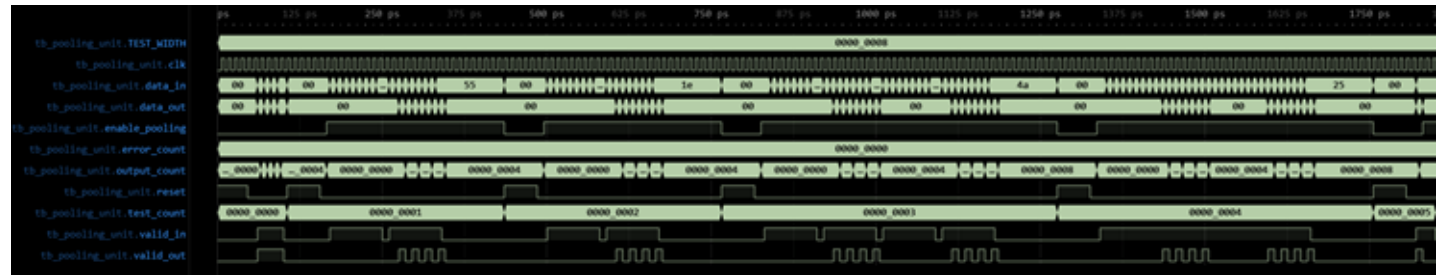 ps 125 ps 250 ps 375 ps 500 ps 625 ps 750 ps 875 ps 1000 ps 1125 ps 1250 ps 1375 ps 1500 ps 1625 ps 1750 ps
tb_pooling_unit.TEST_WIDTH 0000_0008
tb_pooling_unit.clk
tb_pooling_unit.data_in 00 00 … 55 00 … 1e 00 … … … 4a 00 25 00
tb_pooling_unit.data_out 00 00 00 00 00 00 00 00
tb_pooling_unit.enable_pooling
tb_pooling_unit.error_count 0000_0000
tb_pooling_unit.output_count …_0000 …_0004 0000_0000 … … … 0000_0004 0000_0000 … … … 0000_0004 0000_0000 … … … 0000_0004 … … … 0000_0008 0000_0000 … … … 0000_0004 … … … 0000_0008
tb_pooling_unit.reset
tb_pooling_unit.test_count 0000_0000 0000_0001 0000_0002 0000_0003 0000_0004 0000_0005
tb_pooling_unit.valid_in
tb_pooling_unit.valid_out